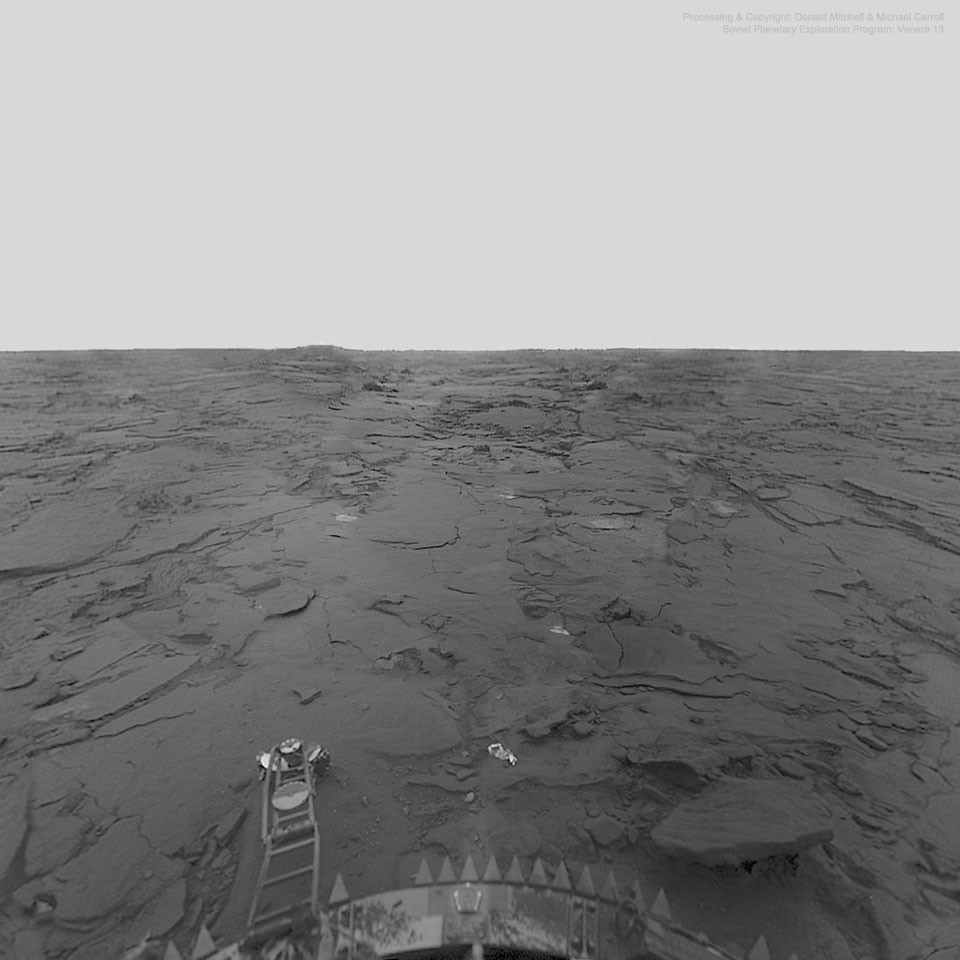 Processing & Copyright: Donald Mitchell & Michael Carroll
Soviet Planetary Exploration Program: Venera 13